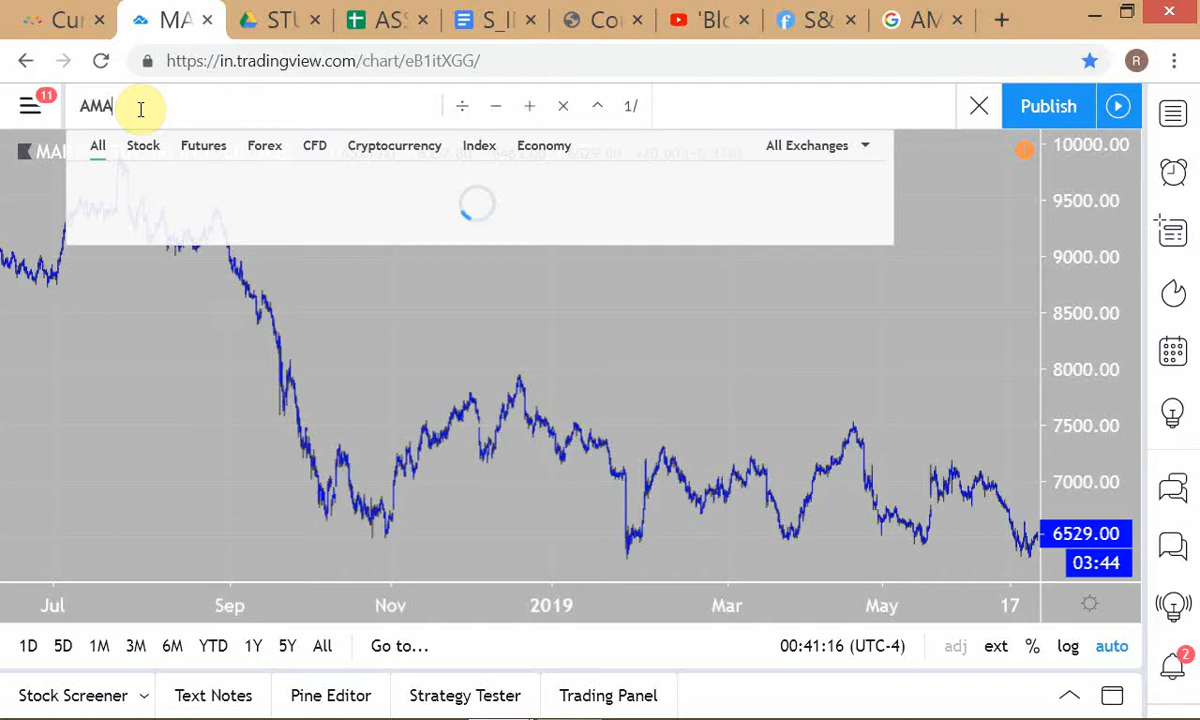 Cu MA STU ASS S_I Co 'Blo S& AM
https://in.tradingview.com/chart/eB1itXGG/ R
11 AMA ÷ − + × 1/ Publish
All Stock Futures Forex CFD Cryptocurrency Index Economy All Exchanges
10000.00
9500.00
9000.00
8500.00
8000.00
7500.00
7000.00
6529.00
03:44
Jul Sep Nov 2019 Mar May 17
1D 5D 1M 3M 6M YTD 1Y 5Y All Go to... 00:41:16 (UTC-4) adj ext % log auto
2
Stock Screener Text Notes Pine Editor Strategy Tester Trading Panel